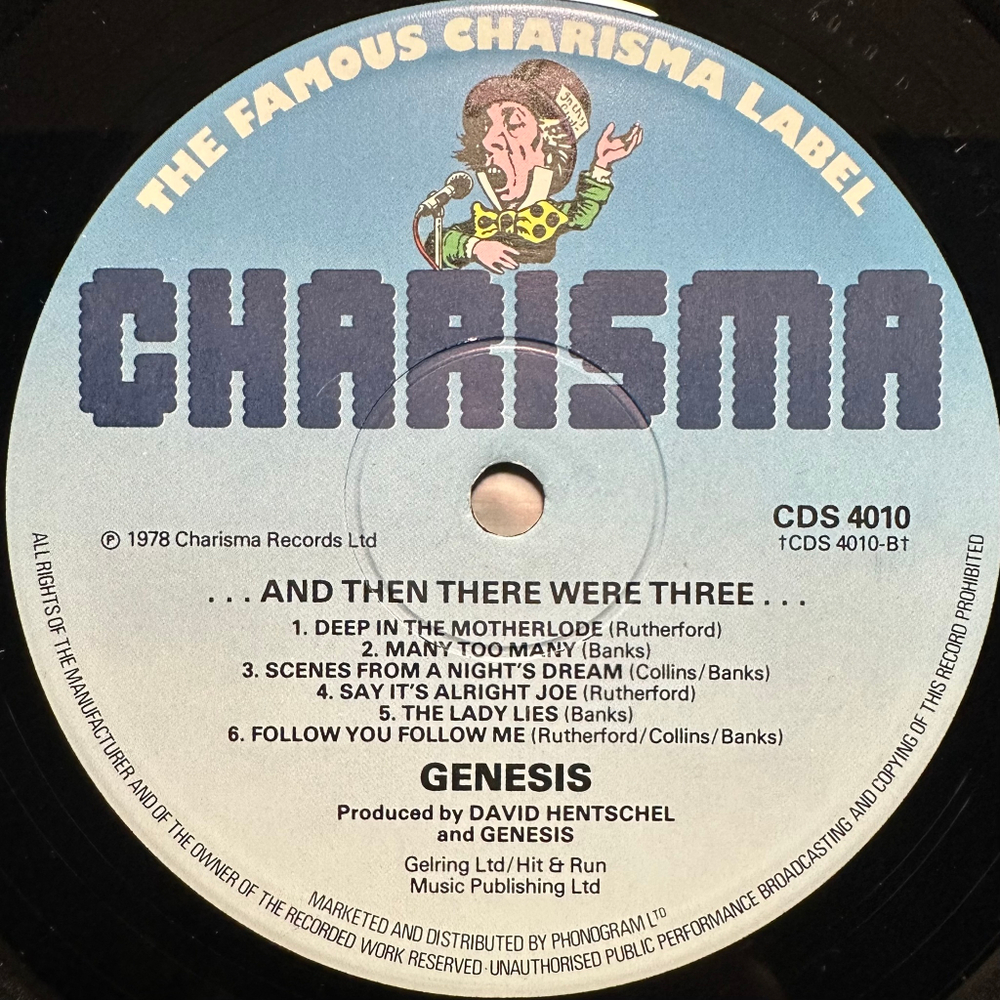 THE FAMOUS CHARISMA LABEL
In this
CHARISMA
℗ 1978 Charisma Records Ltd
CDS 4010
†CDS 4010-B†
...AND THEN THERE WERE THREE...
1. DEEP IN THE MOTHERLODE (Rutherford)
2. MANY TOO MANY (Banks)
3. SCENES FROM A NIGHT'S DREAM (Collins/Banks)
4. SAY IT'S ALRIGHT JOE (Rutherford)
5. THE LADY LIES (Banks)
6. FOLLOW YOU FOLLOW ME (Rutherford/Collins/Banks)
GENESIS
Produced by DAVID HENTSCHEL
and GENESIS
Gelring Ltd/Hit & Run
Music Publishing Ltd
MARKETED AND DISTRIBUTED BY PHONOGRAM LTD
ALL RIGHTS OF THE MANUFACTURER AND OF THE OWNER OF THE RECORDED WORK RESERVED·UNAUTHORISED PUBLIC PERFORMANCE BROADCASTING AND COPYING OF THIS RECORD PROHIBITED